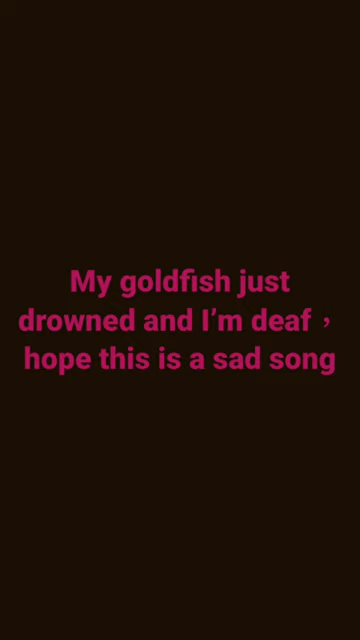 My goldfish just
drowned and I’m deaf，
hope this is a sad song